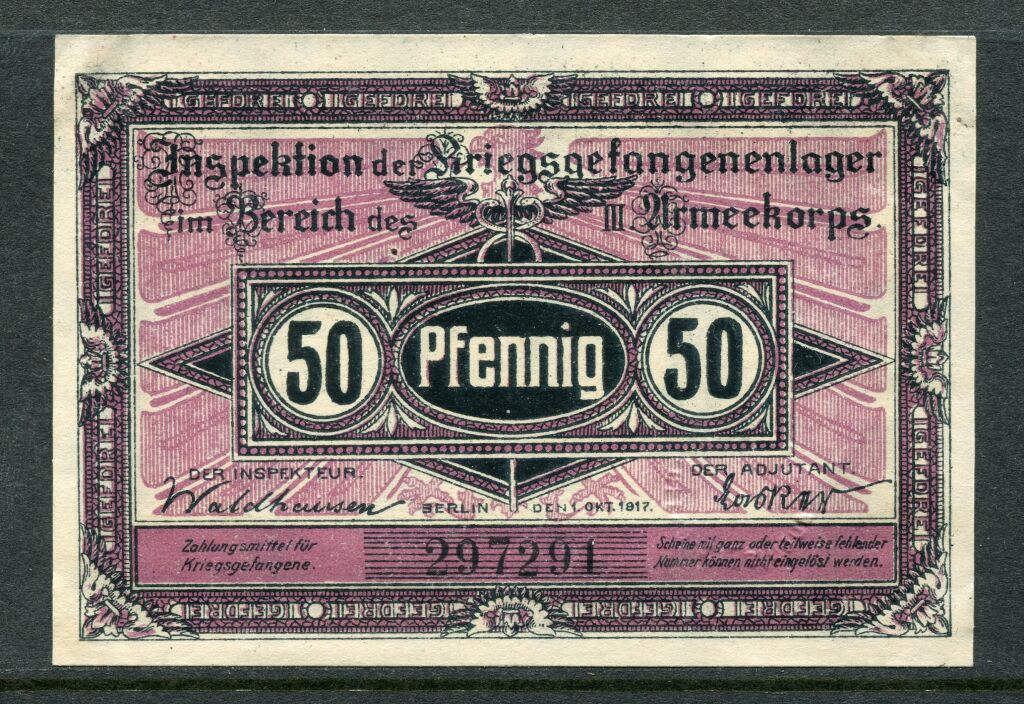 IGEFDREI IGEFDREI IGEFDREI IGEFDREI
Inspektion der Kriegsgefangenenlager
im Bereich des III Armeekorps.
50 Pfennig 50
DER INSPEKTEUR. DER ADJUTANT.
Waldhausen BERLIN DEN 1. OKT. 1917.
Zahlungsmittel für
Kriegsgefangene.
297291
Scheine mit ganz oder teilweise fehlender
Nummer können nicht eingelöst werden.
IGEFDREI IGEFDREI IGEFDREI IGEFDREI